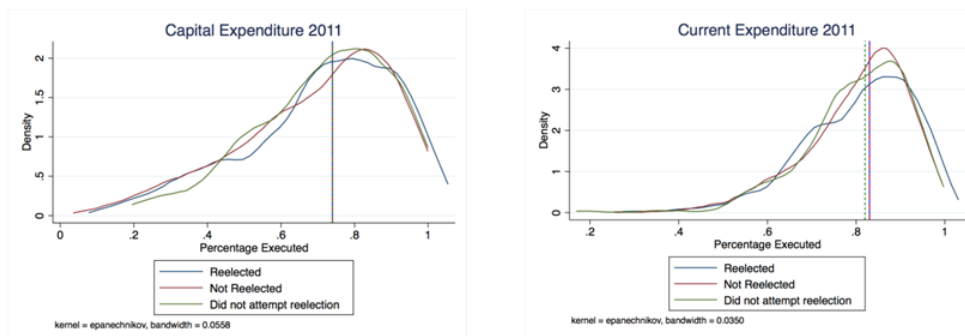 Capital Expenditure 2011
Density
2
1.5
1
.5
0
0 .2 .4 .6 .8 1
Percentage Executed
Reelected
Not Reelected
Did not attempt reelection
kernel = epanechnikov, bandwidth = 0.0558
Current Expenditure 2011
Density
4
3
2
1
0
.2 .4 .6 .8 1
Percentage Executed
Reelected
Not Reelected
Did not attempt reelection
kernel = epanechnikov, bandwidth = 0.0350